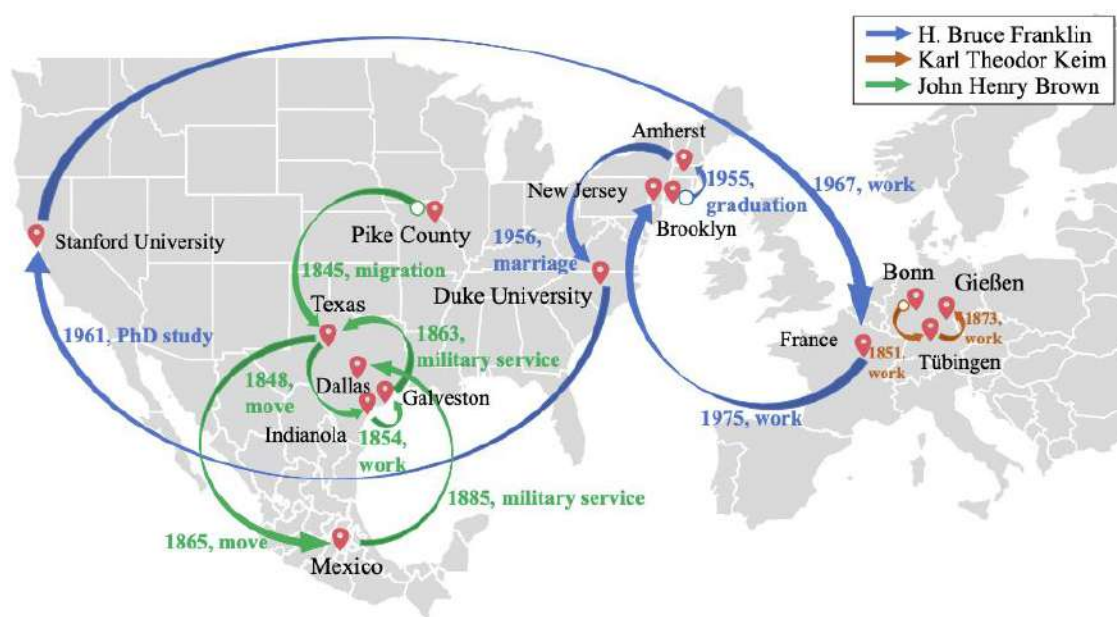 H. Bruce Franklin
Karl Theodor Keim
John Henry Brown
Amherst
New Jersey
1955,
graduation
1967, work
Brooklyn
Stanford University
Pike County
1956,
marriage
Duke University
Bonn
Gießen
1845, migration
Texas
1961, PhD study
1863,
military service
France
1873,
work
1851,
work
Tübingen
1848,
move
Dallas
Galveston
1975, work
Indianola
1854,
work
1885, military service
1865, move
Mexico